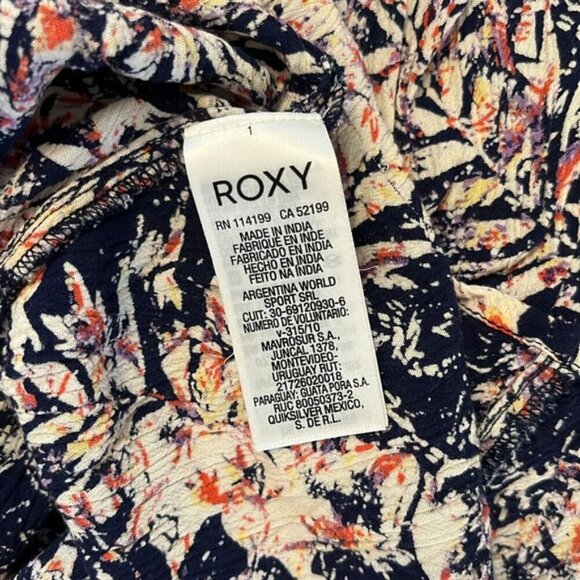 1
ROXY
RN 114199 CA 52199
MADE IN INDIA
FABRIQUÉ EN INDE
FABRICADO EN INDIA
HECHO EN INDIA
FEITO NA ÍNDIA
ARGENTINA WORLD
SPORT SRL
CUIT: 30-69120930-6
NUMERO DE VOLUNTARIO:
V-315/10
MAVROSUR S.A.,
JUNCAL 1378,
MONTEVIDEO-
URUGUAY RUT:
21726020018
PARAGUAY: GUATA PORA S.A.
RUC 80050373-2
QUIKSILVER MEXICO,
S. DE R.L.